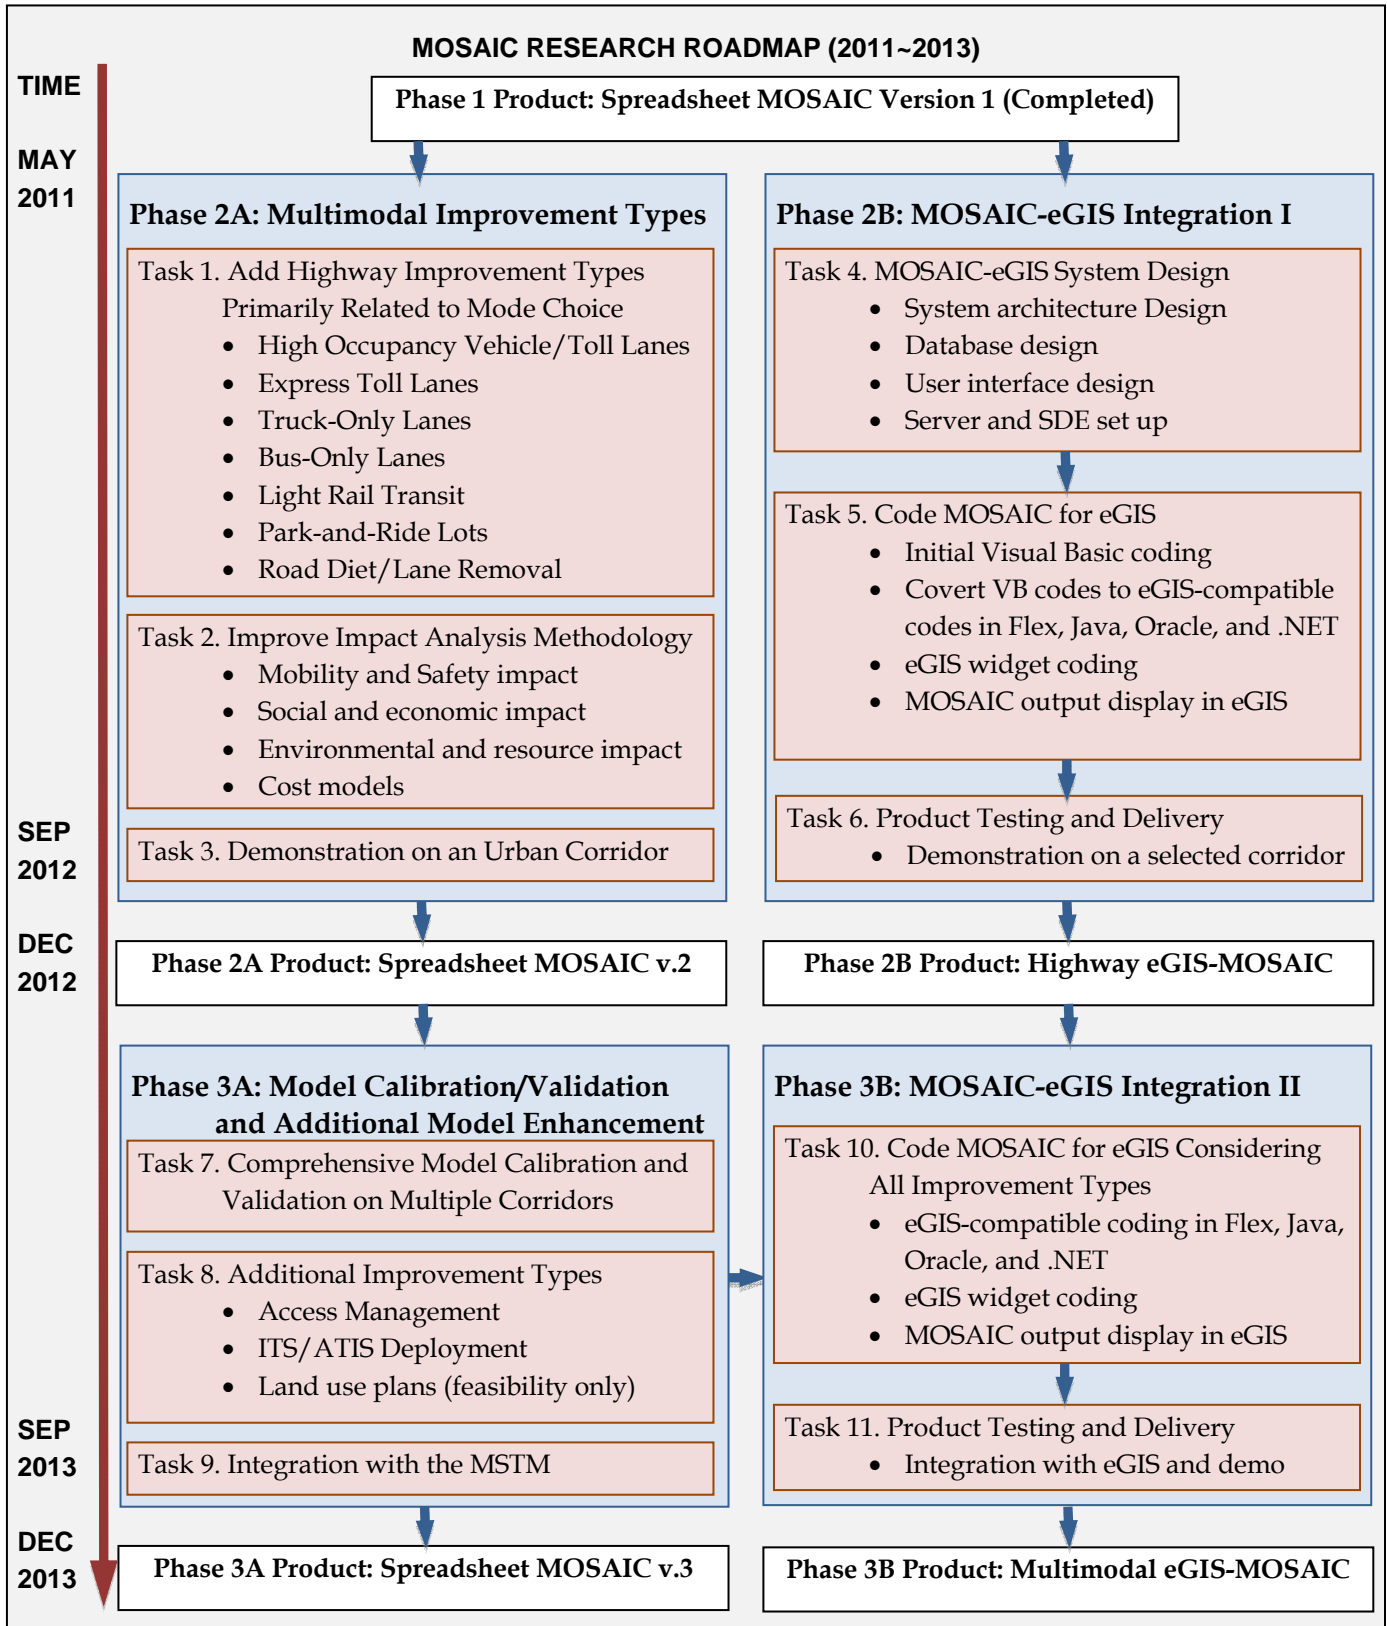 MOSAIC RESEARCH ROADMAP (2011~2013)
TIME
Phase 1 Product: Spreadsheet MOSAIC Version 1 (Completed)
MAY
2011
Phase 2A: Multimodal Improvement Types
Task 1. Add Highway Improvement Types
Primarily Related to Mode Choice
• High Occupancy Vehicle/Toll Lanes
• Express Toll Lanes
• Truck-Only Lanes
• Bus-Only Lanes
• Light Rail Transit
• Park-and-Ride Lots
• Road Diet/Lane Removal
Task 2. Improve Impact Analysis Methodology
• Mobility and Safety impact
• Social and economic impact
• Environmental and resource impact
• Cost models
Task 3. Demonstration on an Urban Corridor
Phase 2B: MOSAIC-eGIS Integration I
Task 4. MOSAIC-eGIS System Design
• System architecture Design
• Database design
• User interface design
• Server and SDE set up
Task 5. Code MOSAIC for eGIS
• Initial Visual Basic coding
• Covert VB codes to eGIS-compatible
codes in Flex, Java, Oracle, and .NET
• eGIS widget coding
• MOSAIC output display in eGIS
Task 6. Product Testing and Delivery
• Demonstration on a selected corridor
SEP
2012
DEC
2012
Phase 2A Product: Spreadsheet MOSAIC v.2
Phase 2B Product: Highway eGIS-MOSAIC
Phase 3A: Model Calibration/Validation
and Additional Model Enhancement
Task 7. Comprehensive Model Calibration and
Validation on Multiple Corridors
Task 8. Additional Improvement Types
• Access Management
• ITS/ATIS Deployment
• Land use plans (feasibility only)
Task 9. Integration with the MSTM
Phase 3B: MOSAIC-eGIS Integration II
Task 10. Code MOSAIC for eGIS Considering
All Improvement Types
• eGIS-compatible coding in Flex, Java,
Oracle, and .NET
• eGIS widget coding
• MOSAIC output display in eGIS
Task 11. Product Testing and Delivery
• Integration with eGIS and demo
SEP
2013
DEC
2013
Phase 3A Product: Spreadsheet MOSAIC v.3
Phase 3B Product: Multimodal eGIS-MOSAIC